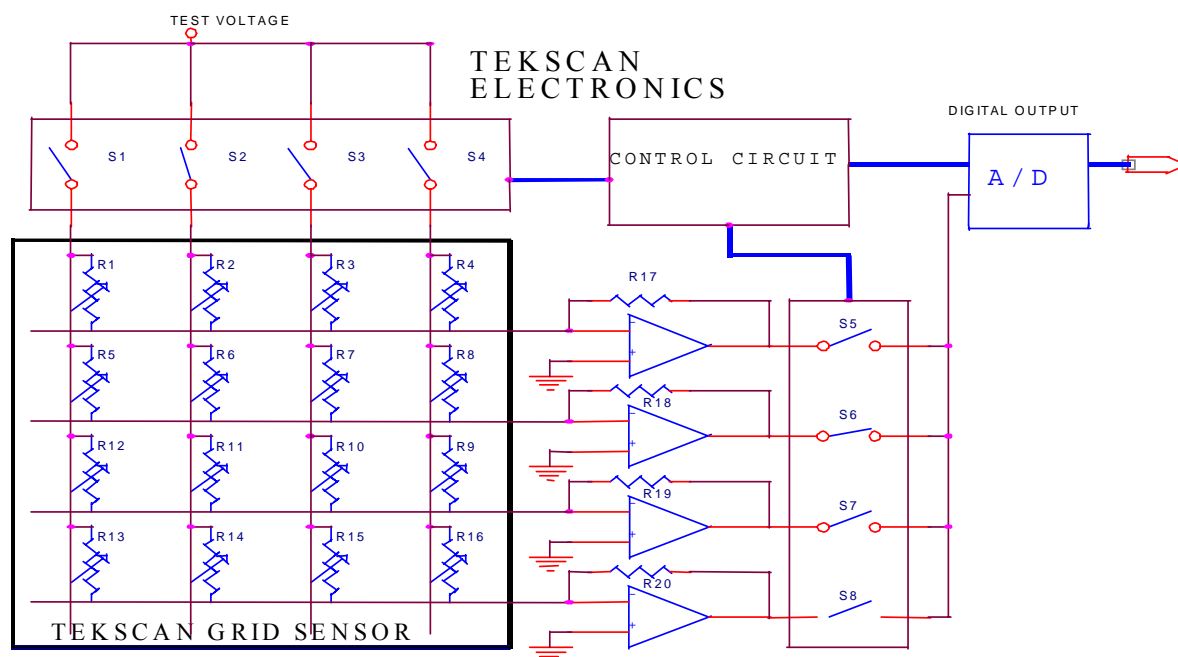 TEST VOLTAGE
TEKSCAN
ELECTRONICS
DIGITAL OUTPUT
S1 S2 S3 S4
CONTROL CIRCUIT
A/D
R1 R2 R3 R4
R17
S5
R5 R6 R7 R8
R18
S6
R12 R11 R10 R9
R19
S7
R13 R14 R15 R16
R20
S8
- + - + - + - +
TEKSCAN GRID SENSOR